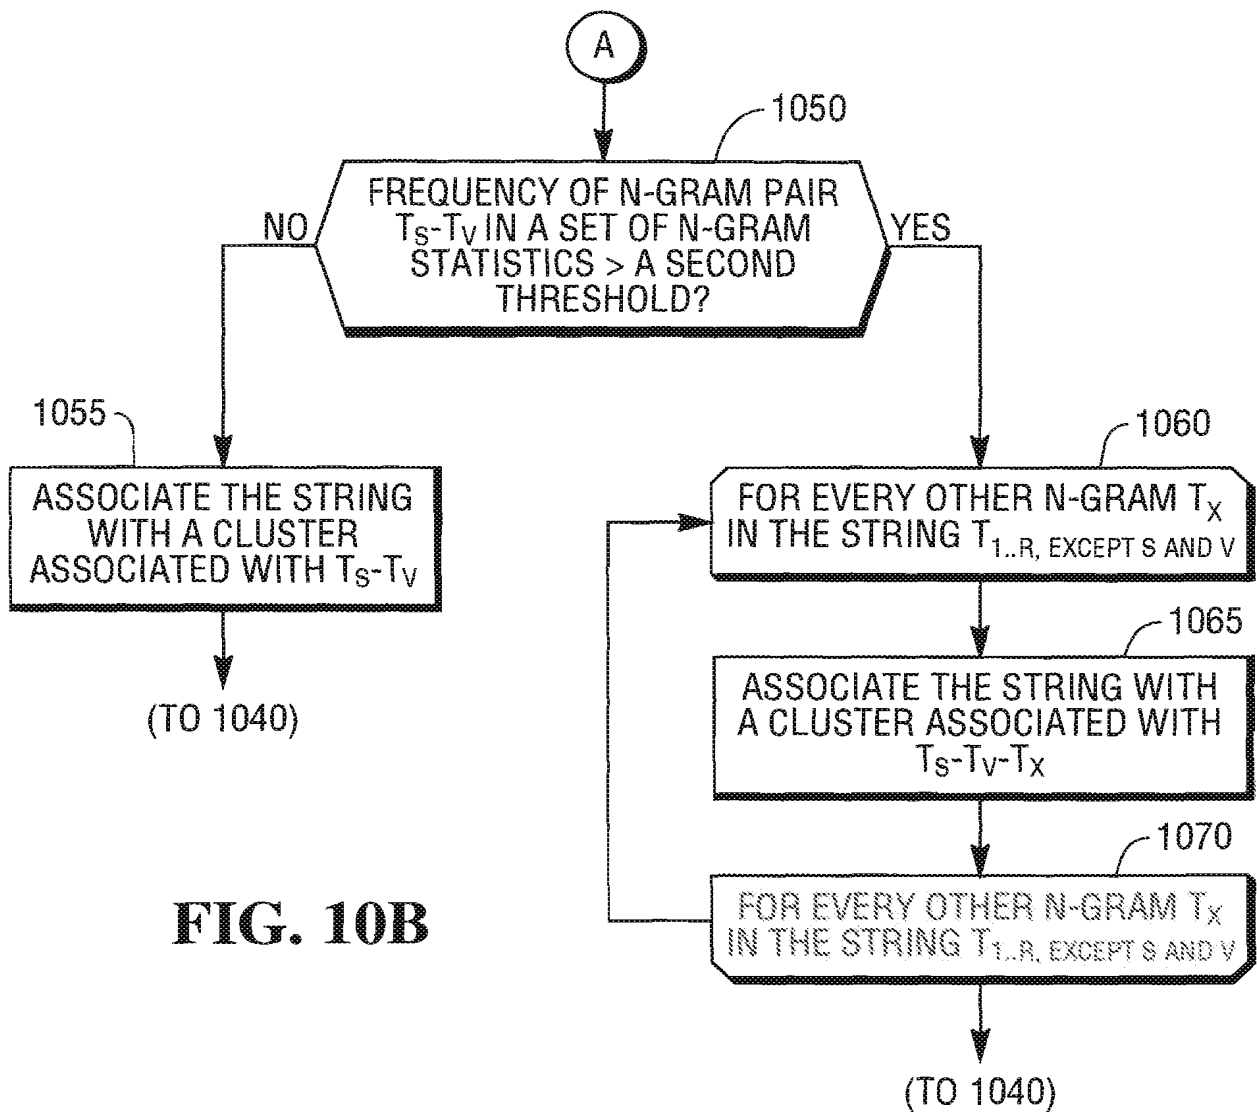 A
1050
FREQUENCY OF N-GRAM PAIR
TS-TV IN A SET OF N-GRAM
STATISTICS > A SECOND
THRESHOLD?
NO
YES
1055
ASSOCIATE THE STRING
WITH A CLUSTER
ASSOCIATED WITH TS-TV
(TO 1040)
1060
FOR EVERY OTHER N-GRAM TX
IN THE STRING T1..R, EXCEPT S AND V
1065
ASSOCIATE THE STRING WITH
A CLUSTER ASSOCIATED WITH
TS-TV-TX
1070
FOR EVERY OTHER N-GRAM TX
IN THE STRING T1..R, EXCEPT S AND V
(TO 1040)
FIG. 10B